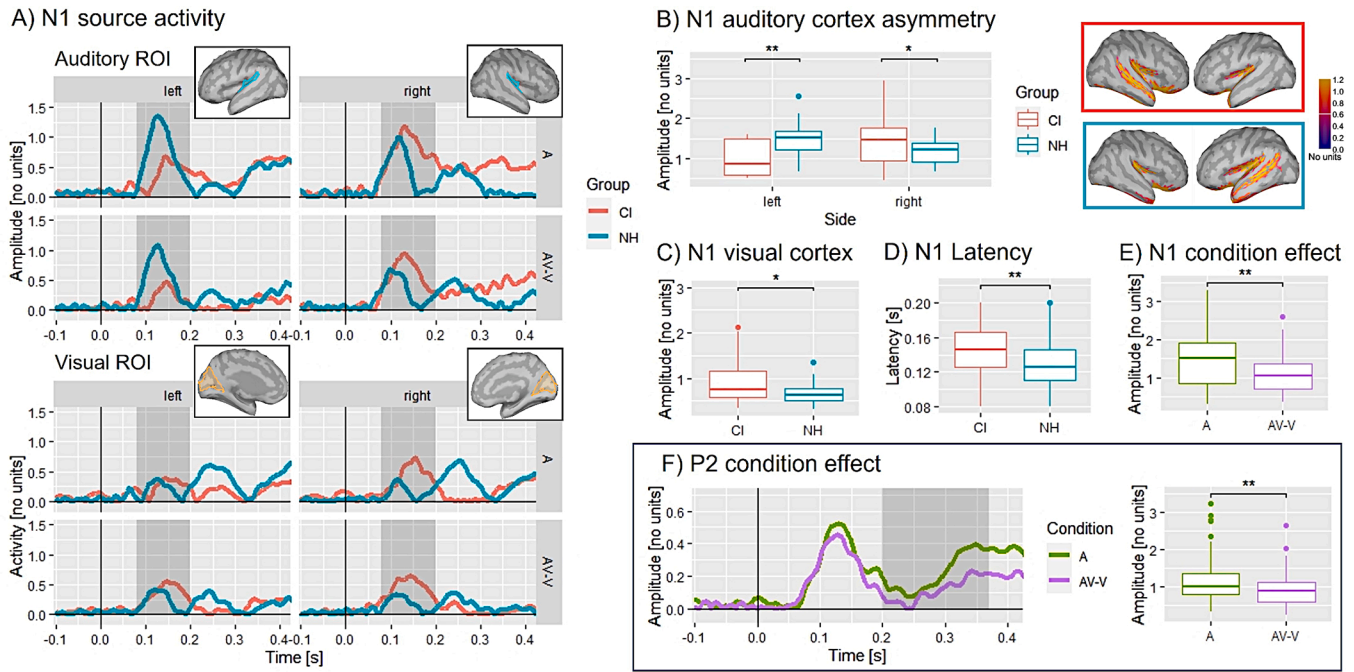 A) N1 source activity
Auditory ROI
left
right
1.5
1.0
0.5
0.0
A
1.5
1.0
0.5
0.0
AV-V
Amplitude [no units]
-0.1 0.0 0.1 0.2 0.3 0.4
-0.1 0.0 0.1 0.2 0.3 0.4
Group
CI
NH
Visual ROI
left
right
1.5
1.0
0.5
0.0
A
1.5
1.0
0.5
0.0
AV-V
Activity [no units]
-0.1 0.0 0.1 0.2 0.3 0.4
-0.1 0.0 0.1 0.2 0.3 0.4
Time [s]
B) N1 auditory cortex asymmetry
Amplitude [no units]
3
2
1
**
*
left
right
Side
Group
CI
NH
1.2
1.0
0.8
0.6
0.4
0.2
0.0
No units
C) N1 visual cortex
Amplitude [no units]
3
2
1
*
CI
NH
D) N1 Latency
Latency [s]
0.20
0.16
0.12
0.08
**
CI
NH
E) N1 condition effect
Amplitude [no units]
3
2
1
**
A
AV-V
F) P2 condition effect
Amplitude [no units]
0.6
0.4
0.2
0.0
-0.1 0.0 0.1 0.2 0.3 0.4
Time [s]
Condition
A
AV-V
Amplitude [no units]
3
2
1
**
A
AV-V